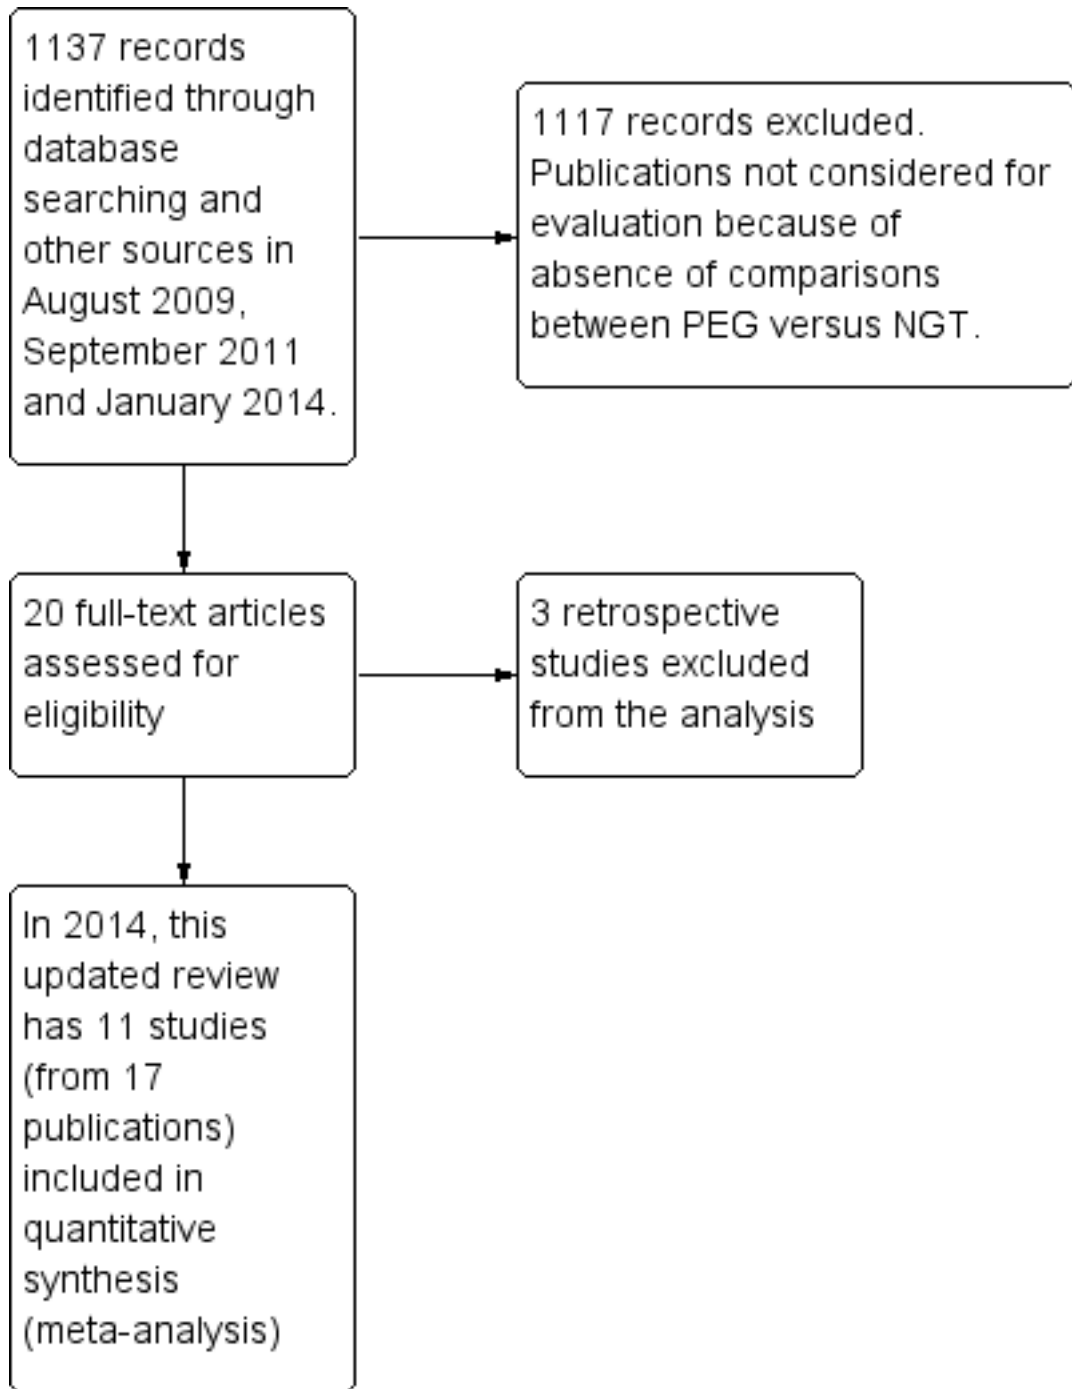 1137 records
identified through
database
searching and
other sources in
August 2009,
September 2011
and January 2014.
1117 records excluded.
Publications not considered for
evaluation because of
absence of comparisons
between PEG versus NGT.
20 full-text articles
assessed for
eligibility
3 retrospective
studies excluded
from the analysis
In 2014, this
updated review
has 11 studies
(from 17
publications)
included in
quantitative
synthesis
(meta-analysis)